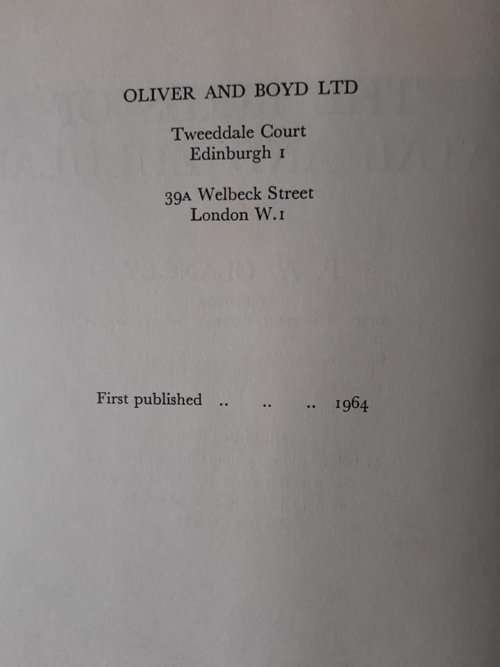 OLIVER AND BOYD LTD
Tweeddale Court
Edinburgh 1
39A Welbeck Street
London W.1
First published .. .. .. 1964